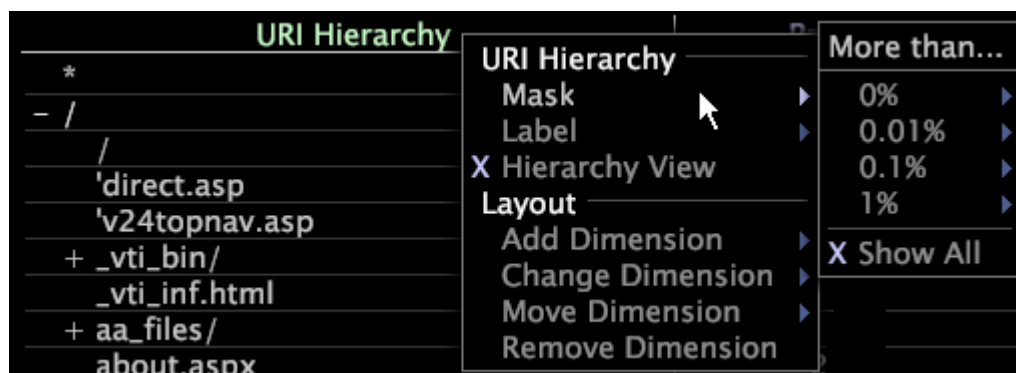 URI Hierarchy
*
- /
/
'direct.asp
'v24topnav.asp
+ _vti_bin/
_vti_inf.html
+ aa_files/
about.aspx
URI Hierarchy
Mask
Label
X Hierarchy View
Layout
Add Dimension
Change Dimension
Move Dimension
Remove Dimension
More than...
0%
0.01%
0.1%
1%
X Show All